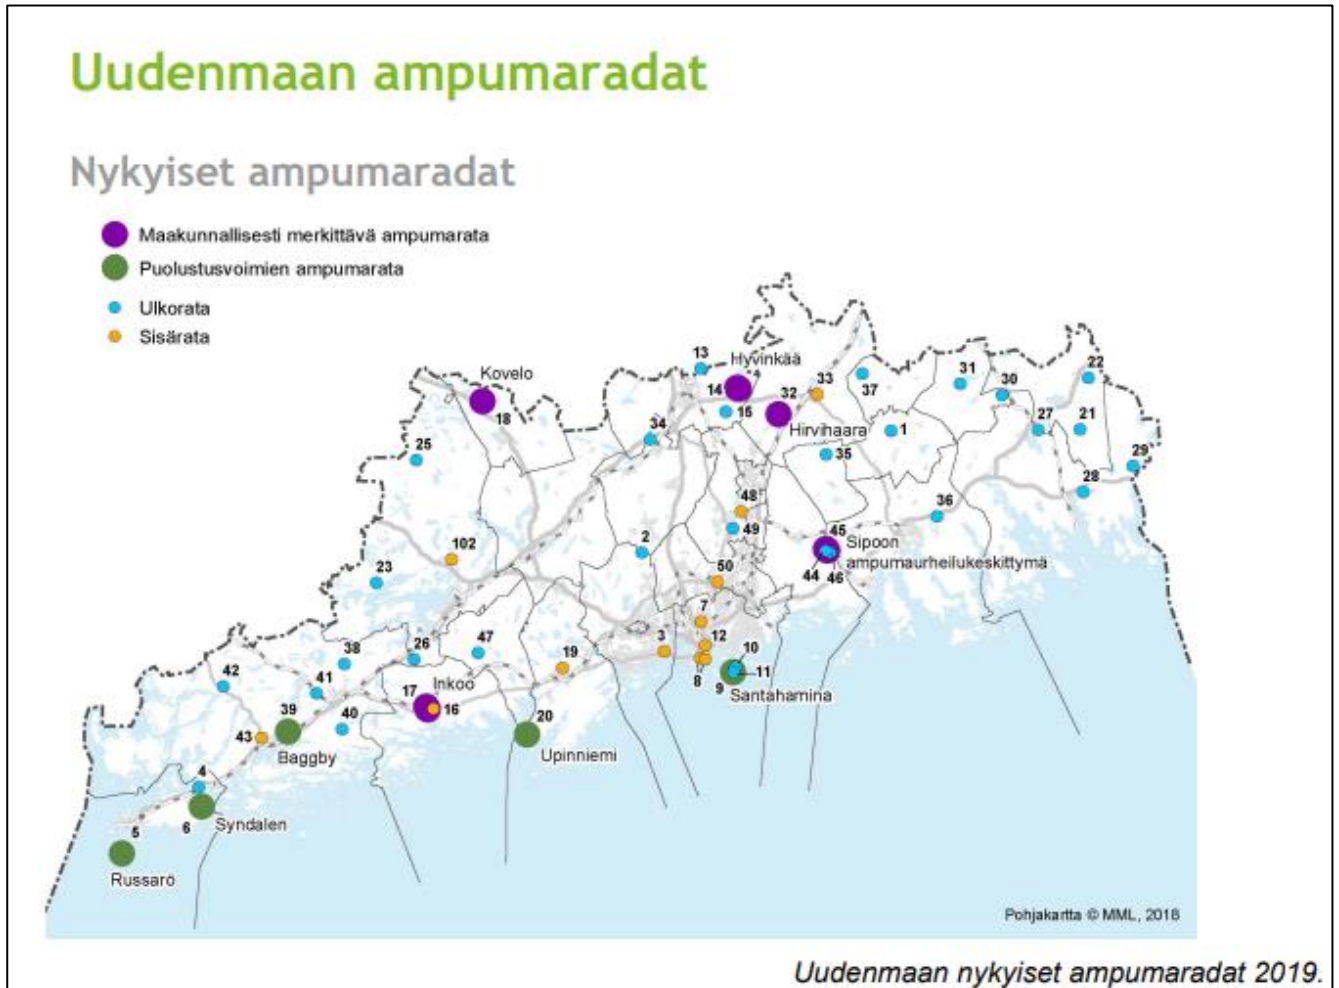 Uudenmaan ampumaradat
Nykyiset ampumaradat
Maakunnallisesti merkittävä ampumarata
Puolustusvoimien ampumarata
Ulkorata
Sisärata
13
Hyvinkää
14
15
32
33
37
31
30
22
Kovelo
18
34
Hirvihaara
1
27
21
25
35
29
28
48
49
36
2
45
Sipoon
ampumaurheilukeskittymä
44
46
102
23
50
7
12
3
10
11
8
9
Santahamina
47
19
26
38
42
41
17
Inkoo
16
39
40
20
43
Baggby
Upinniemi
4
6
Syndalen
5
Russarö
Pohjakartta © MML, 2018
Uudenmaan nykyiset ampumaradat 2019.